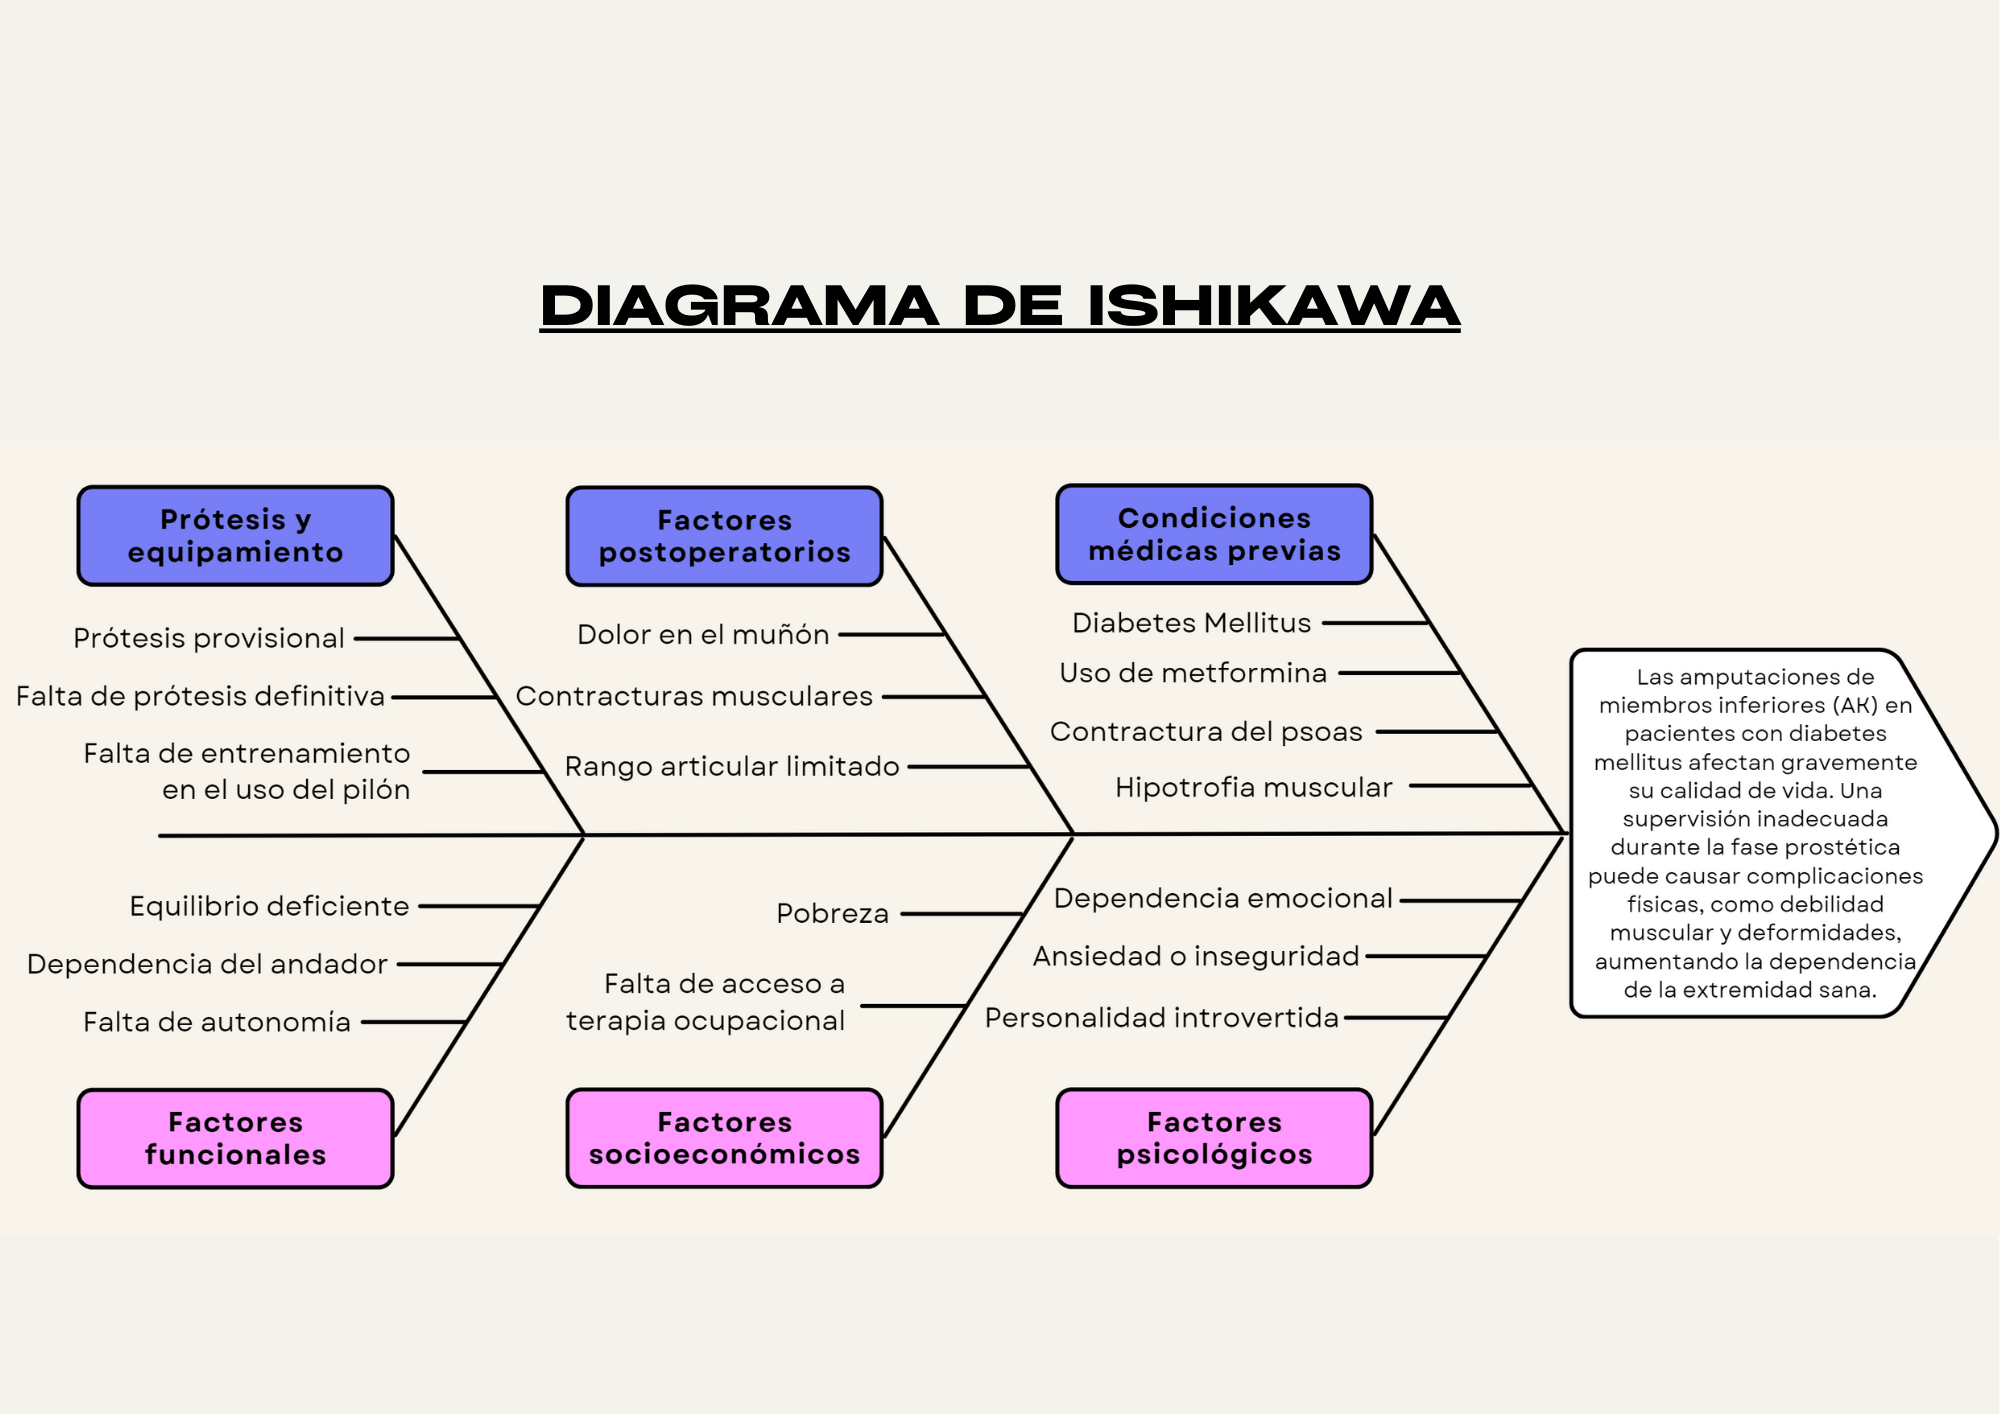 DIAGRAMA DE ISHIKAWA
Prótesis y
equipamiento
Prótesis provisional
Falta de prótesis definitiva
Falta de entrenamiento
en el uso del pilón
Factores
postoperatorios
Dolor en el muñón
Contracturas musculares
Rango articular limitado
Condiciones
médicas previas
Diabetes Mellitus
Uso de metformina
Contractura del psoas
Hipotrofia muscular
Las amputaciones de
miembros inferiores (AK) en
pacientes con diabetes
mellitus afectan gravemente
su calidad de vida. Una
supervisión inadecuada
durante la fase prostética
puede causar complicaciones
físicas, como debilidad
muscular y deformidades,
aumentando la dependencia
de la extremidad sana.
Equilibrio deficiente
Dependencia del andador
Falta de autonomía
Factores
funcionales
Pobreza
Falta de acceso a
terapia ocupacional
Factores
socioeconómicos
Dependencia emocional
Ansiedad o inseguridad
Personalidad introvertida
Factores
psicológicos